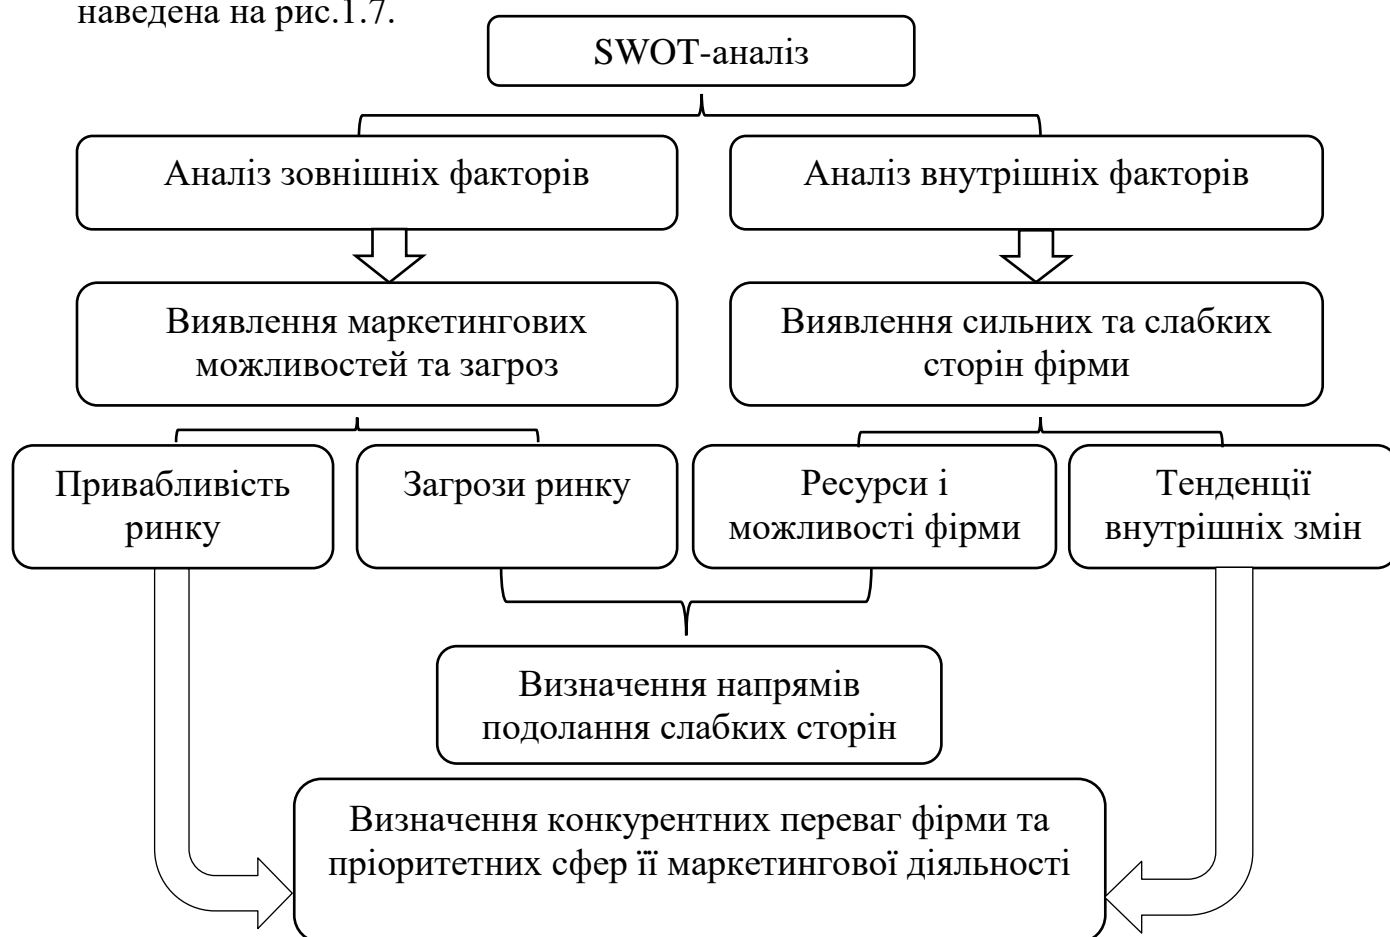 наведена на рис.1.7.
SWOT-аналіз
Аналіз зовнішніх факторів
Аналіз внутрішніх факторів
Виявлення маркетингових
можливостей та загроз
Виявлення сильних та слабких
сторін фірми
Привабливість
ринку
Загрози ринку
Ресурси і
можливості фірми
Тенденції
внутрішніх змін
Визначення напрямів
подолання слабких сторін
Визначення конкурентних переваг фірми та
пріоритетних сфер її маркетингової діяльності